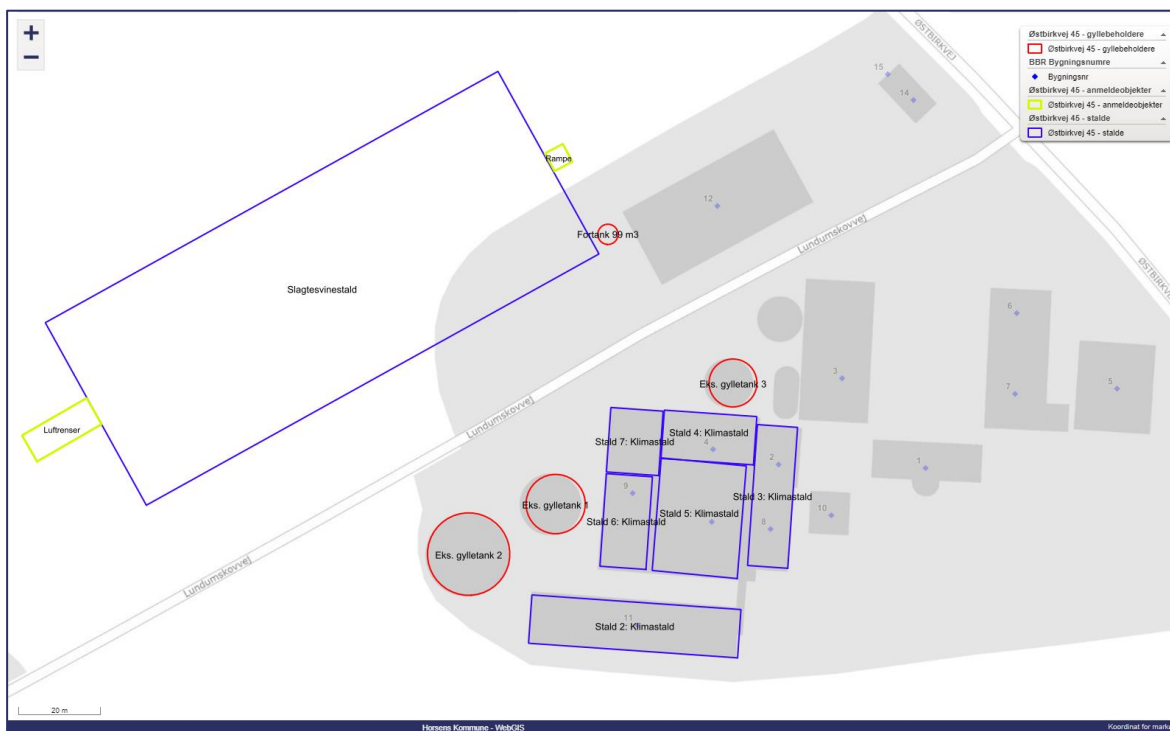 +
−
ØSTBIRKVEJ
Østbirkvej 45 - gyllebeholdere
Østbirkvej 45 - gyllebeholdere
BBR Bygningsnumre
Bygningsnr
Østbirkvej 45 - anmeldeobjekter
Østbirkvej 45 - anmeldeobjekter
Østbirkvej 45 - stalde
Østbirkvej 45 - stalde
15
14
Rampe
12
Fortank 99 m3
Lundumskovvej
ØSTBIRKVEJ
Slagtesvinestald
6
3
Eks. gylletank 3
7
5
Lundumskovvej
Luftrenser
Stald 4: Klimastald
Stald 7: Klimastald
4
2
1
9
Stald 3: Klimastald
Eks. gylletank 1
Stald 5: Klimastald
Stald 6: Klimastald
10
8
Eks. gylletank 2
Lundumskovvej
11
Stald 2: Klimastald
20 m
Horsens Kommune - WebGIS
Koordinat for mark